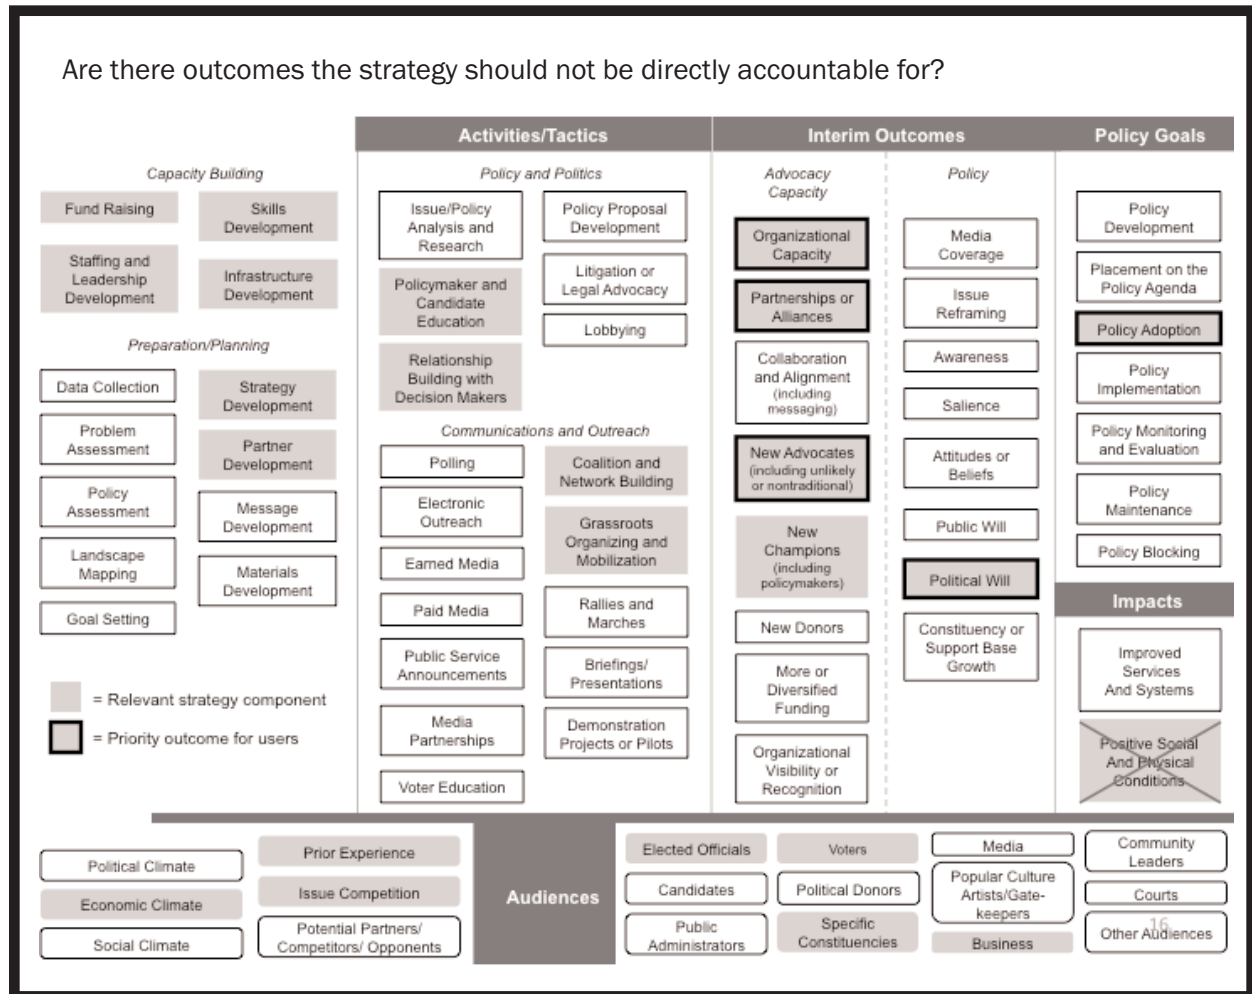 Are there outcomes the strategy should not be directly accountable for?
Activities/Tactics
Interim Outcomes
Policy Goals
Capacity Building
Fund Raising
Skills
Development
Staffing and
Leadership
Development
Infrastructure
Development
Preparation/Planning
Data Collection
Strategy
Development
Problem
Assessment
Partner
Development
Policy
Assessment
Message
Development
Landscape
Mapping
Materials
Development
Goal Setting
= Relevant strategy component
= Priority outcome for users
Policy and Politics
Issue/Policy
Analysis and
Research
Policy Proposal
Development
Policymaker and
Candidate
Education
Litigation or
Legal Advocacy
Lobbying
Relationship
Building with
Decision Makers
Communications and Outreach
Polling
Coalition and
Network Building
Electronic
Outreach
Grassroots
Organizing and
Mobilization
Earned Media
Paid Media
Rallies and
Marches
Public Service
Announcements
Briefings/
Presentations
Media
Partnerships
Demonstration
Projects or Pilots
Voter Education
Advocacy
Capacity
Organizational
Capacity
Partnerships or
Alliances
Collaboration
and Alignment
(including
messaging)
New Advocates
(including unlikely
or nontraditional)
New
Champions
(including
policymakers)
New Donors
More or
Diversified
Funding
Organizational
Visibility or
Recognition
Policy
Media
Coverage
Issue
Reframing
Awareness
Salience
Attitudes or
Beliefs
Public Will
Political Will
Constituency or
Support Base
Growth
Policy
Development
Placement on the
Policy Agenda
Policy Adoption
Policy
Implementation
Policy Monitoring
and Evaluation
Policy
Maintenance
Policy Blocking
Impacts
Improved
Services
And Systems
Positive Social
And Physical
Conditions
Political Climate
Economic Climate
Social Climate
Prior Experience
Issue Competition
Potential Partners/
Competitors/ Opponents
Audiences
Elected Officials
Candidates
Public
Administrators
Voters
Political Donors
Specific
Constituencies
Media
Popular Culture
Artists/Gate-
keepers
Business
Community
Leaders
Courts
Other Audiences
16